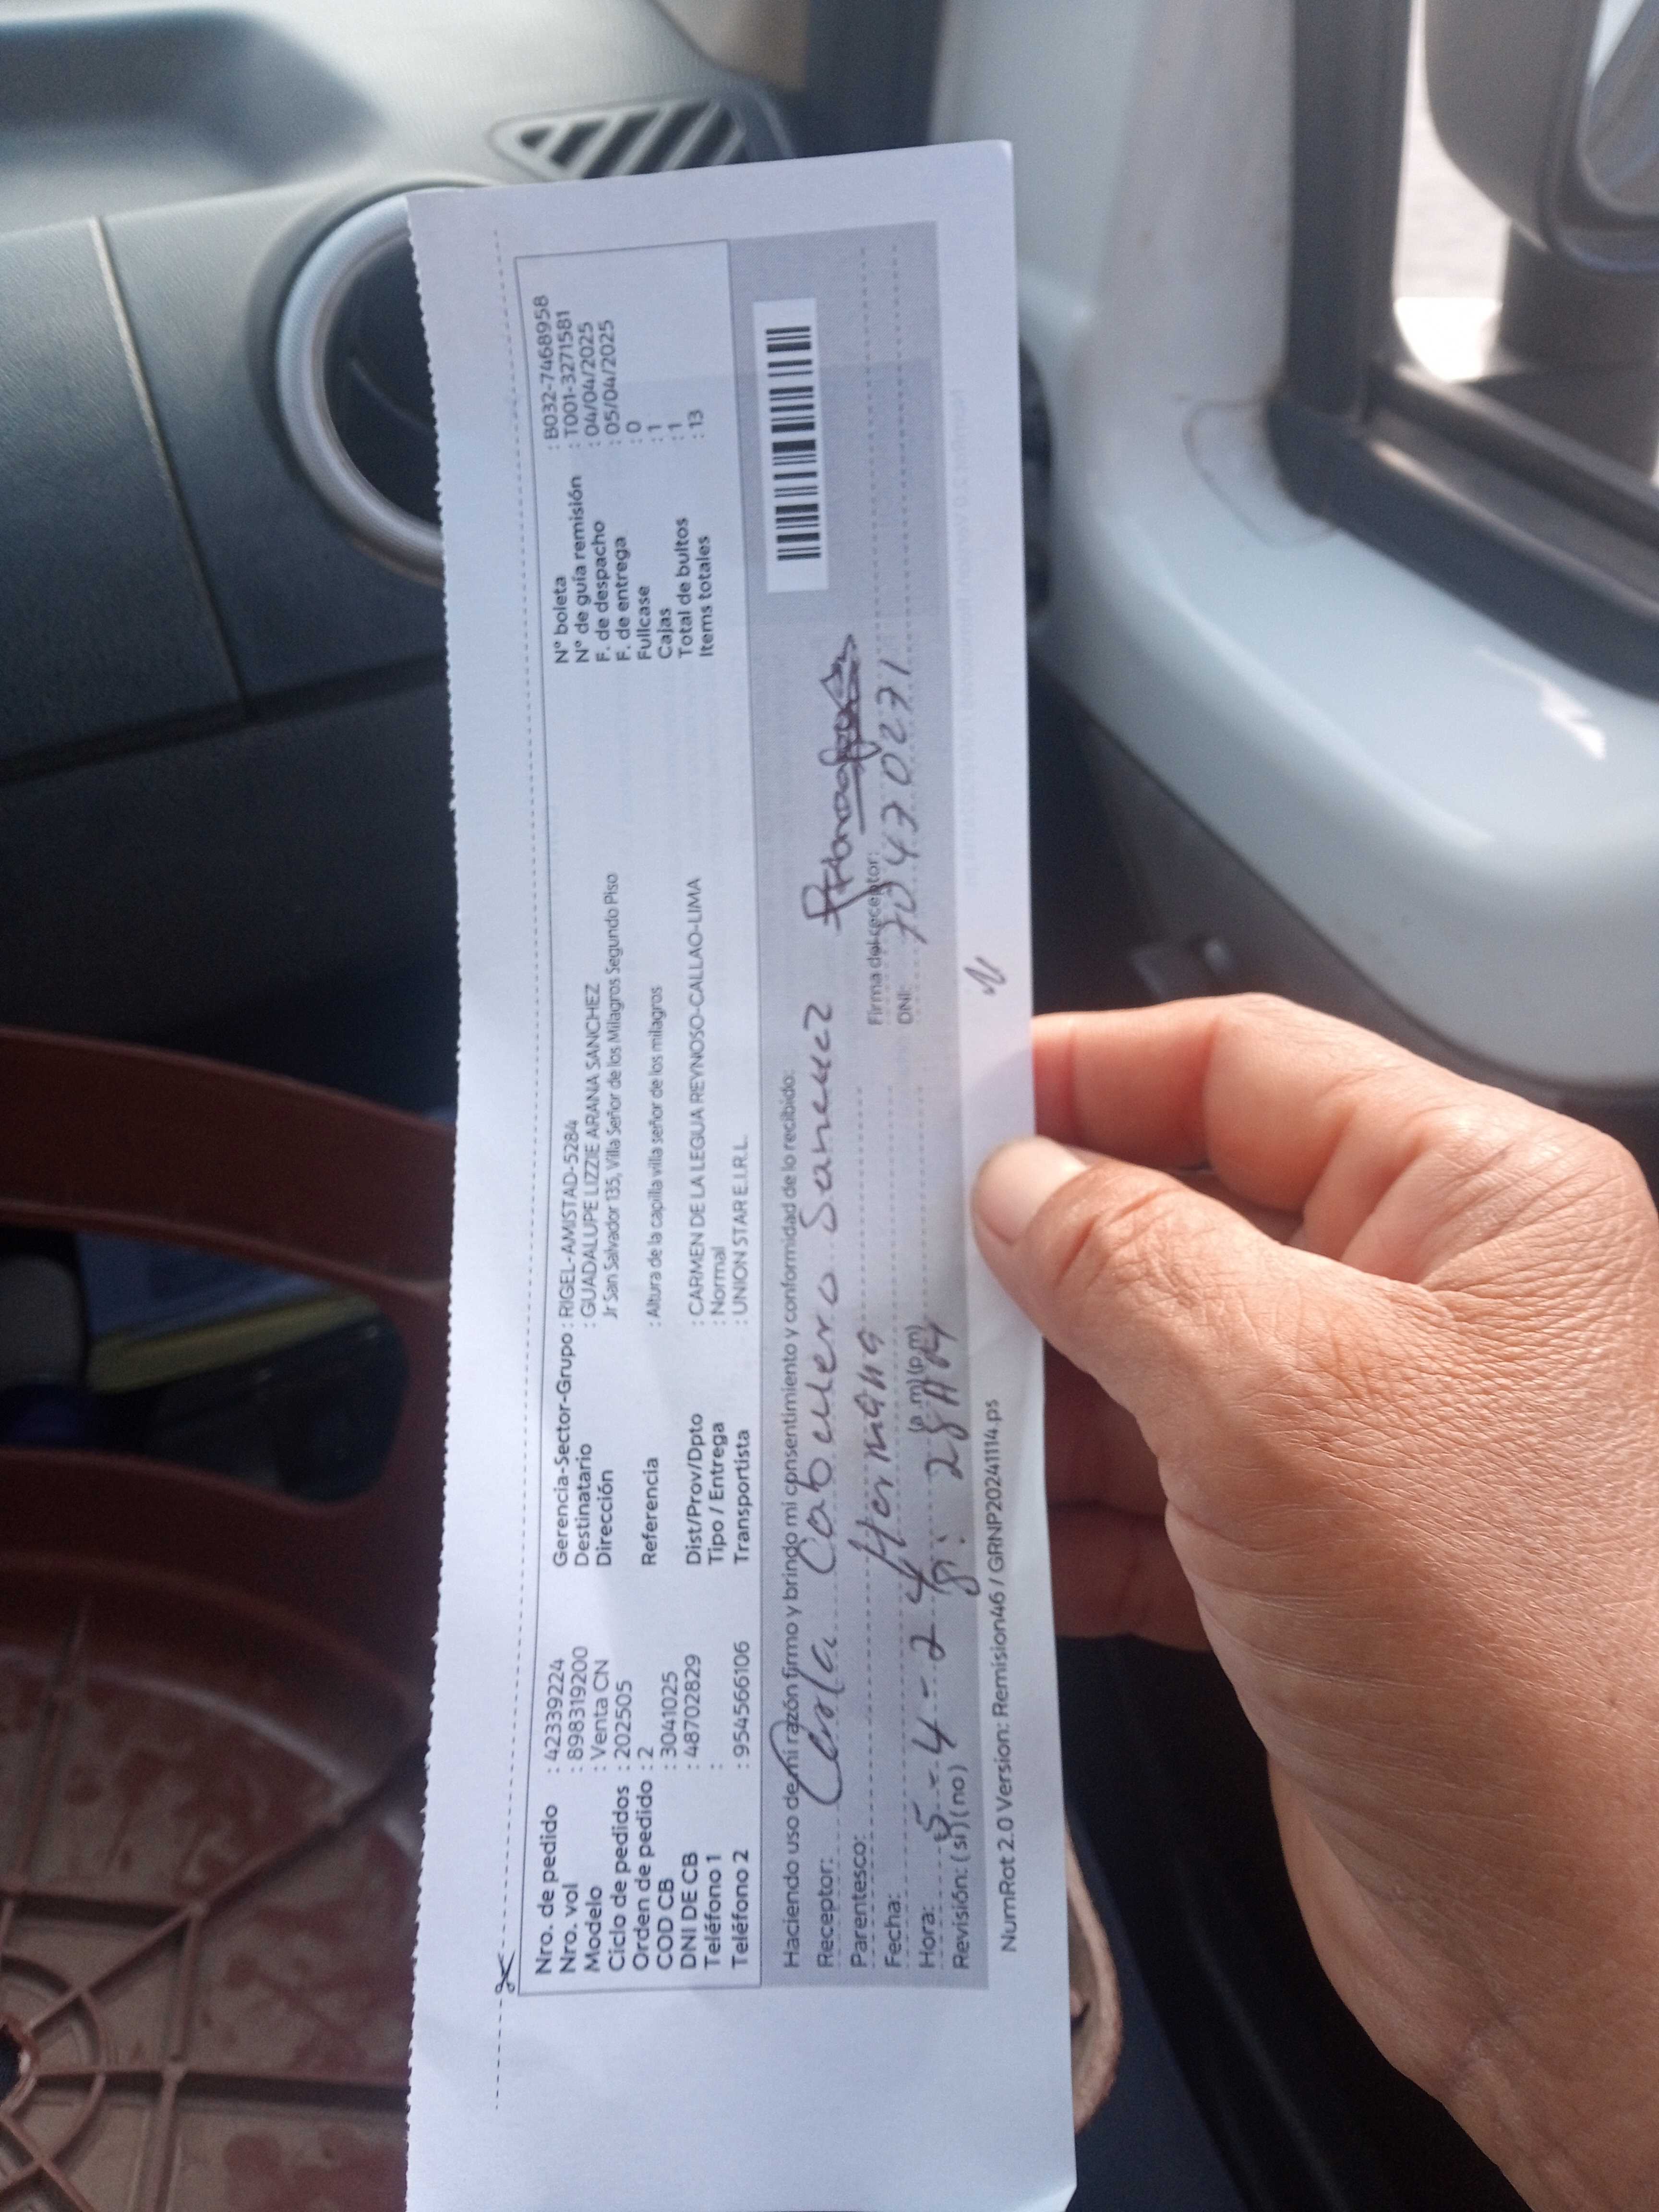 Nro. de pedido : 42339224
Nro. vol : 898319200
Modelo : Venta CN
Ciclo de pedidos : 202505
Orden de pedido : 2
COD CB : 3041025
DNI DE CB : 48702829
Teléfono 1 :
Teléfono 2 : 954566106
Gerencia-Sector-Grupo : RIGEL-AMISTAD-5284
Destinatario : GUADALUPE LIZZIE ARANA SANCHEZ
Dirección Jr San Salvador 135, Villa Señor de los Milagros Segundo Piso
Referencia : Altura de la capilla villa señor de los milagros
Dist/Prov/Dpto : CARMEN DE LA LEGUA REYNOSO-CALLAO-LIMA
Tipo / Entrega : Normal
Transportista : UNION STAR E.I.R.L.
N° boleta : B032-7468958
N° de guía remisión : T001-3271581
F. de despacho : 04/04/2025
F. de entrega : 05/04/2025
Fullcase : 0
Cajas : 1
Total de bultos : 1
Items totales : 13
Haciendo uso de mi razón firmo y brindo mi consentimiento y conformidad de lo recibido:
Receptor: Carla
Parentesco: Hermana
Fecha: 5-4-2
Hora: 8:28 (a.m) (p.m)
Revisión: (si) (no)
Firma del receptor:
DNI: 70470271
NumRot 2.0 Version: Remision46 / GRNP20241114.ps